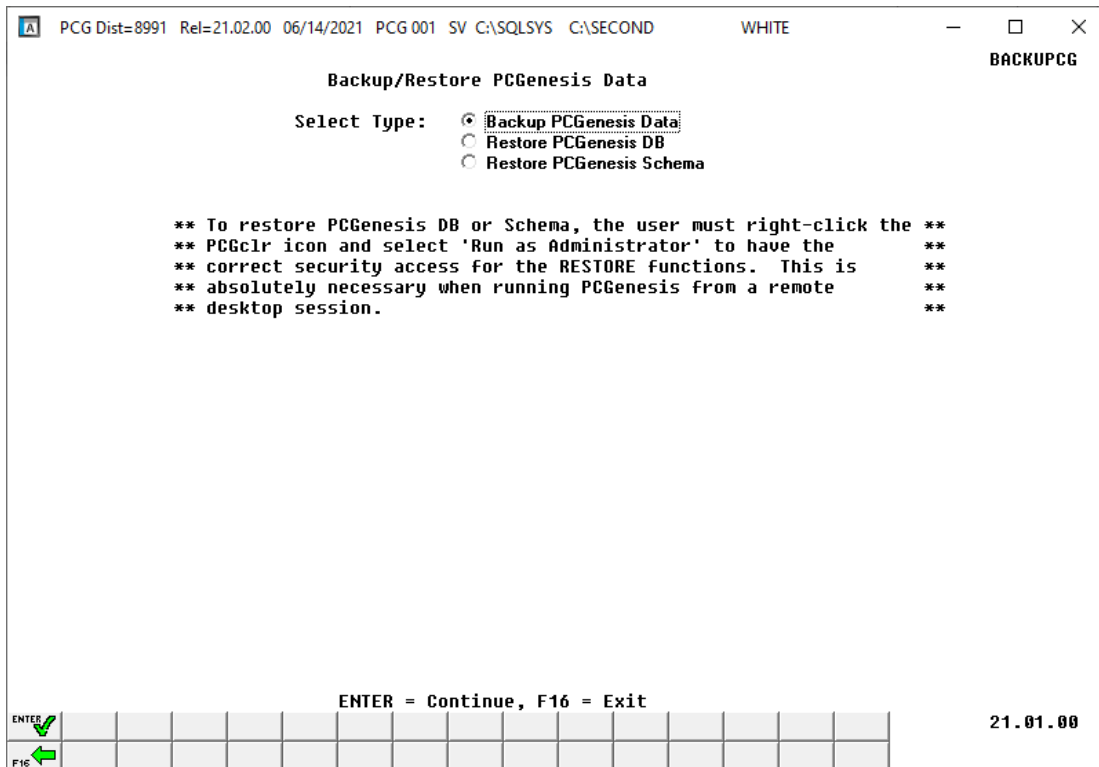 A PCG Dist=8991 Rel=21.02.00 06/14/2021 PCG 001 SV C:\SQLSYS C:\SECOND WHITE
BACKUPCG
Backup/Restore PCGenesis Data
Select Type: Backup PCGenesis Data
Restore PCGenesis DB
Restore PCGenesis Schema
** To restore PCGenesis DB or Schema, the user must right-click the **
** PCGclr icon and select 'Run as Administrator' to have the **
** correct security access for the RESTORE functions. This is **
** absolutely necessary when running PCGenesis from a remote **
** desktop session. **
ENTER = Continue, F16 = Exit
ENTER
21.01.00
F16